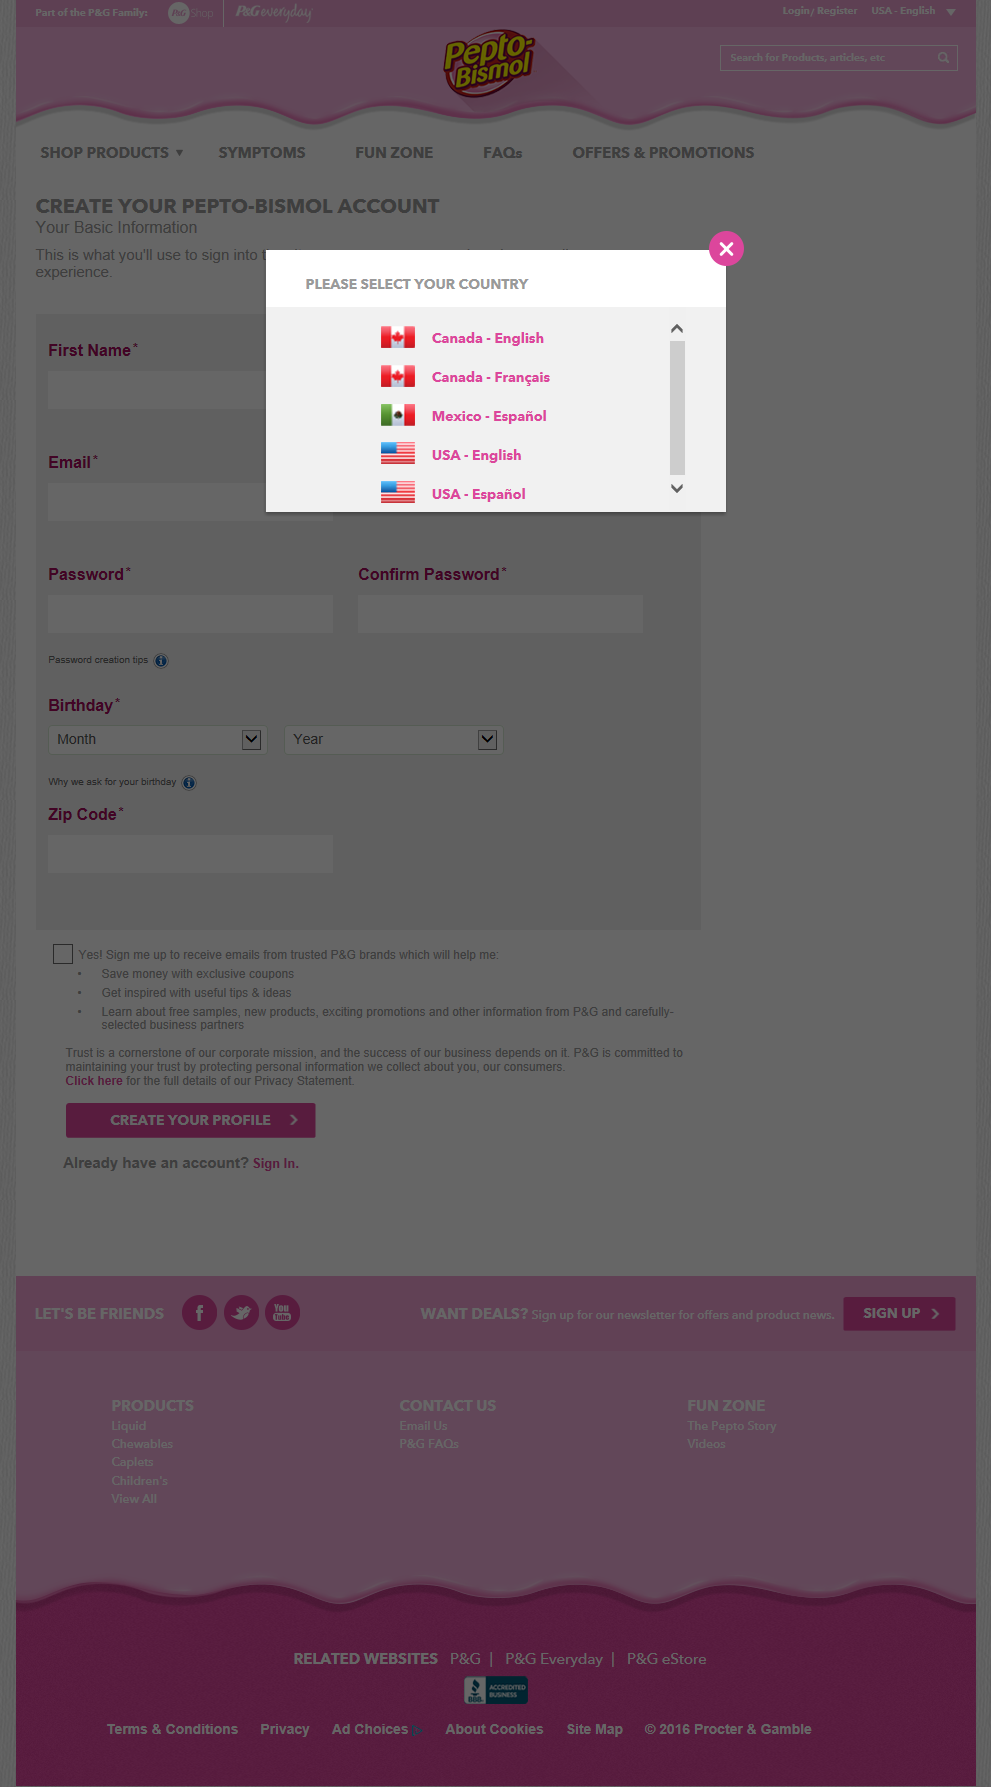 Part of the P&G Family:
P&G Shop
P&G everyday
Login/ Register
USA - English
Pepto-
Bismol
Search for Products, articles, etc
SHOP PRODUCTS
SYMPTOMS
FUN ZONE
FAQs
OFFERS & PROMOTIONS
CREATE YOUR PEPTO-BISMOL ACCOUNT
Your Basic Information
This is what you'll use to sign into
experience.
PLEASE SELECT YOUR COUNTRY
Canada - English
Canada - Français
Mexico - Español
USA - English
USA - Español
First Name*
Email*
Password*
Confirm Password*
Password creation tips
Birthday*
Month
Year
Why we ask for your birthday
Zip Code*
Yes! Sign me up to receive emails from trusted P&G brands which will help me:
• Save money with exclusive coupons
• Get inspired with useful tips & ideas
• Learn about free samples, new products, exciting promotions and other information from P&G and carefully-
selected business partners
Trust is a cornerstone of our corporate mission, and the success of our business depends on it. P&G is committed to
maintaining your trust by protecting personal information we collect about you, our consumers.
Click here for the full details of our Privacy Statement.
CREATE YOUR PROFILE
Already have an account? Sign In.
LET'S BE FRIENDS
You
Tube
WANT DEALS? Sign up for our newsletter for offers and product news.
SIGN UP
PRODUCTS
Liquid
Chewables
Caplets
Children's
View All
CONTACT US
Email Us
P&G FAQs
FUN ZONE
The Pepto Story
Videos
RELATED WEBSITES P&G | P&G Everyday | P&G eStore
BBB.
ACCREDITED
BUSINESS
Terms & Conditions
Privacy
Ad Choices
About Cookies
Site Map
© 2016 Procter & Gamble